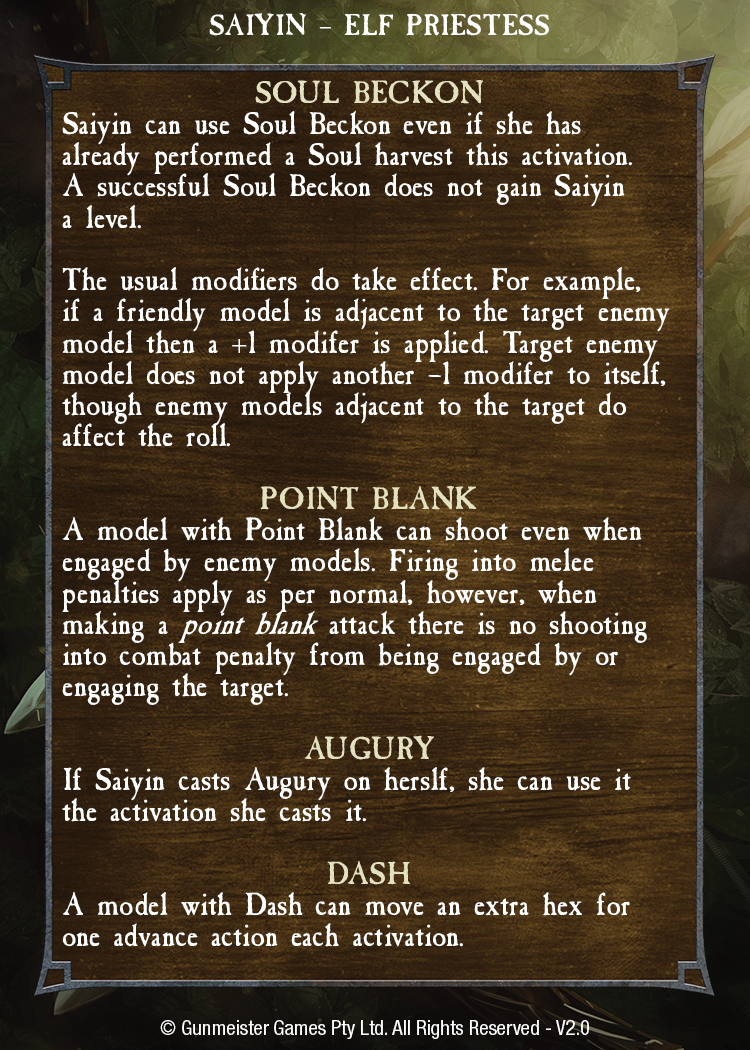 SAIYIN – ELF PRIESTESS
SOUL BECKON
Saiyin can use Soul Beckon even if she has
already performed a Soul harvest this activation.
A successful Soul Beckon does not gain Saiyin
a level.
The usual modifiers do take effect. For example,
if a friendly model is adjacent to the target enemy
model then a +1 modifer is applied. Target enemy
model does not apply another –1 modifer to itself,
though enemy models adjacent to the target do
affect the roll.
POINT BLANK
A model with Point Blank can shoot even when
engaged by enemy models. Firing into melee
penalties apply as per normal, however, when
making a point blank attack there is no shooting
into combat penalty from being engaged by or
engaging the target.
AUGURY
If Saiyin casts Augury on herslf, she can use it
the activation she casts it.
DASH
A model with Dash can move an extra hex for
one advance action each activation.
© Gunmeister Games Pty Ltd. All Rights Reserved - V2.0